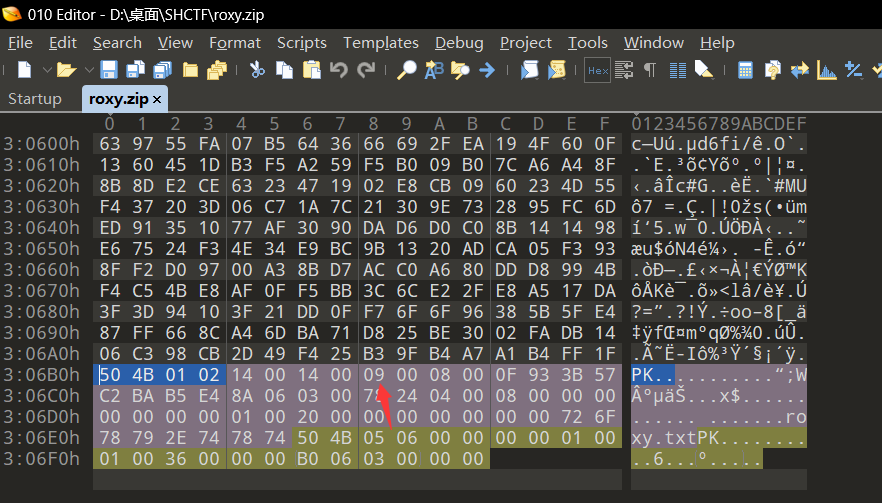 010 Editor - D:\桌面\SHCTF\roxy.zip
File Edit Search View Format Scripts Templates Debug Project Tools Window Help
Hex
Startup roxy.zip ×
0 1 2 3 4 5 6 7 8 9 A B C D E F 0123456789ABCDEF
3:0600h 63 97 55 FA 07 B5 64 36 66 69 2F EA 19 4F 60 0F c—Uú.µd6fi/ê.O`.
3:0610h 13 60 45 1D B3 F5 A2 59 F5 B0 09 B0 7C A6 A4 8F .`E.³õ¢Yõ°.°|¦¤.
3:0620h 8B 8D E2 CE 63 23 47 19 02 E8 CB 09 60 23 4D 55 ‹.âÎc#G..èË.`#MU
3:0630h F4 37 20 3D 06 C7 1A 7C 21 30 9E 73 28 95 FC 6D ô7 =.Ç.|!0žs(•üm
3:0640h ED 91 35 10 77 AF 30 90 DA D6 D0 C0 8B 14 14 98 í‘5.w¯0.ÚÖÐÀ‹..˜
3:0650h E6 75 24 F3 4E 34 E9 BC 9B 13 20 AD CA 05 F3 93 æu$óN4é¼›. -Ê.ó“
3:0660h 8F F2 D0 97 00 A3 8B D7 AC C0 A6 80 DD D8 99 4B .òÐ—.£‹×¬À¦€ÝØ™K
3:0670h F4 C5 4B E8 AF 0F F5 BB 3C 6C E2 2F E8 A5 17 DA ôÅKè¯.õ»<lâ/è¥.Ú
3:0680h 3F 3D 94 10 3F 21 DD 0F F7 6F 6F 96 38 5B 5F E4 ?=”.?!Ý.÷oo–8[_ä
3:0690h 87 FF 66 8C A4 6D BA 71 D8 25 BE 30 02 FA DB 14 ‡ÿfŒ¤mºqØ%¾0.úÛ.
3:06A0h 06 C3 98 CB 2D 49 F4 25 B3 9F B4 A7 A1 B4 FF 1F .Ã˜Ë-Iô%³Ÿ´§¡´ÿ.
3:06B0h 50 4B 01 02 14 00 14 00 09 00 08 00 0F 93 3B 57 PK...........“;W
3:06C0h C2 BA B5 E4 8A 06 03 00 78 24 04 00 08 00 00 00 ÂºµäŠ...x$......
3:06D0h 00 00 00 00 01 00 20 00 00 00 00 00 00 00 72 6F ...... .......ro
3:06E0h 78 79 2E 74 78 74 50 4B 05 06 00 00 00 00 01 00 xy.txtPK........
3:06F0h 01 00 36 00 00 00 B0 06 03 00 00 00 ..6...°.....